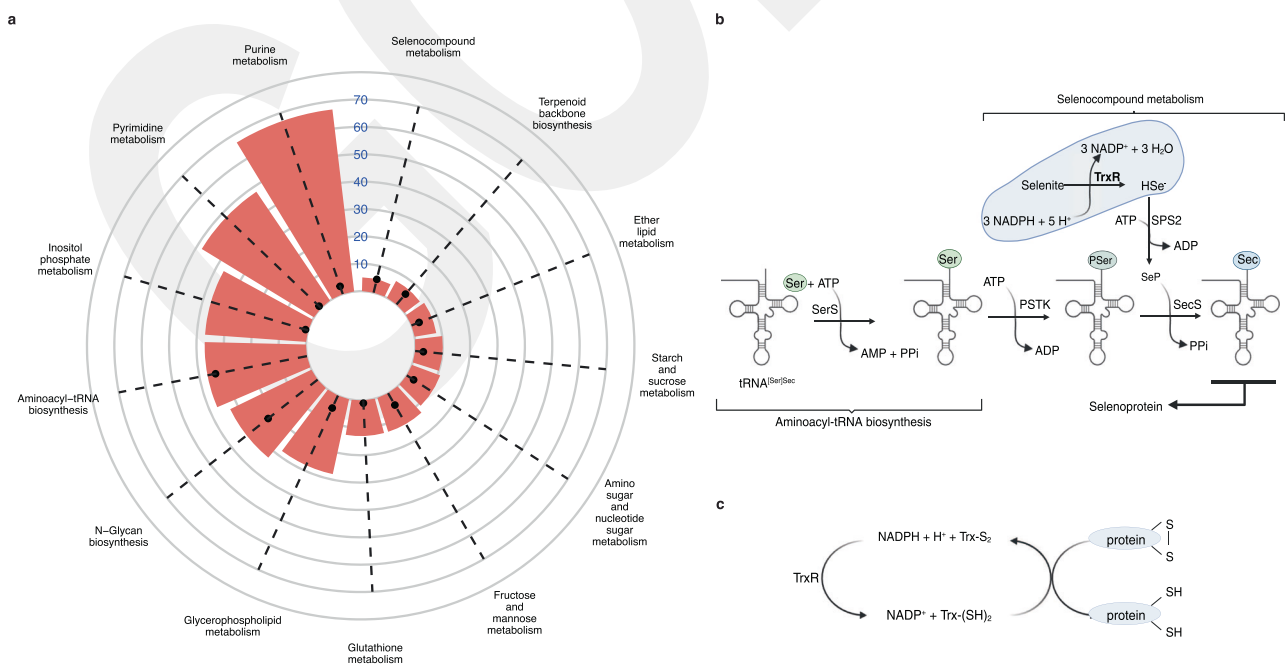 a
Purine
metabolism
Selenocompound
metabolism
Terpenoid
backbone
biosynthesis
Pyrimidine
metabolism
Ether
lipid
metabolism
Inositol
phosphate
metabolism
Starch
and
sucrose
metabolism
Aminoacyl−tRNA
biosynthesis
Amino
sugar
and
nucleotide
sugar
metabolism
N−Glycan
biosynthesis
Fructose
and
mannose
metabolism
Glycerophospholipid
metabolism
Glutathione
metabolism
70
60
50
40
30
20
10
b
Selenocompound metabolism
3 NADP⁺ + 3 H₂O
Selenite
TrxR
HSe⁻
3 NADPH + 5 H⁺
ATP
SPS2
ADP
SeP
Ser + ATP
SerS
AMP + PPi
Ser
ATP
PSTK
ADP
PSer
SecS
PPi
Sec
tRNA[Ser]Sec
Aminoacyl-tRNA biosynthesis
Selenoprotein
c
NADPH + H⁺ + Trx-S₂
TrxR
NADP⁺ + Trx-(SH)₂
protein
S
S
protein
SH
SH